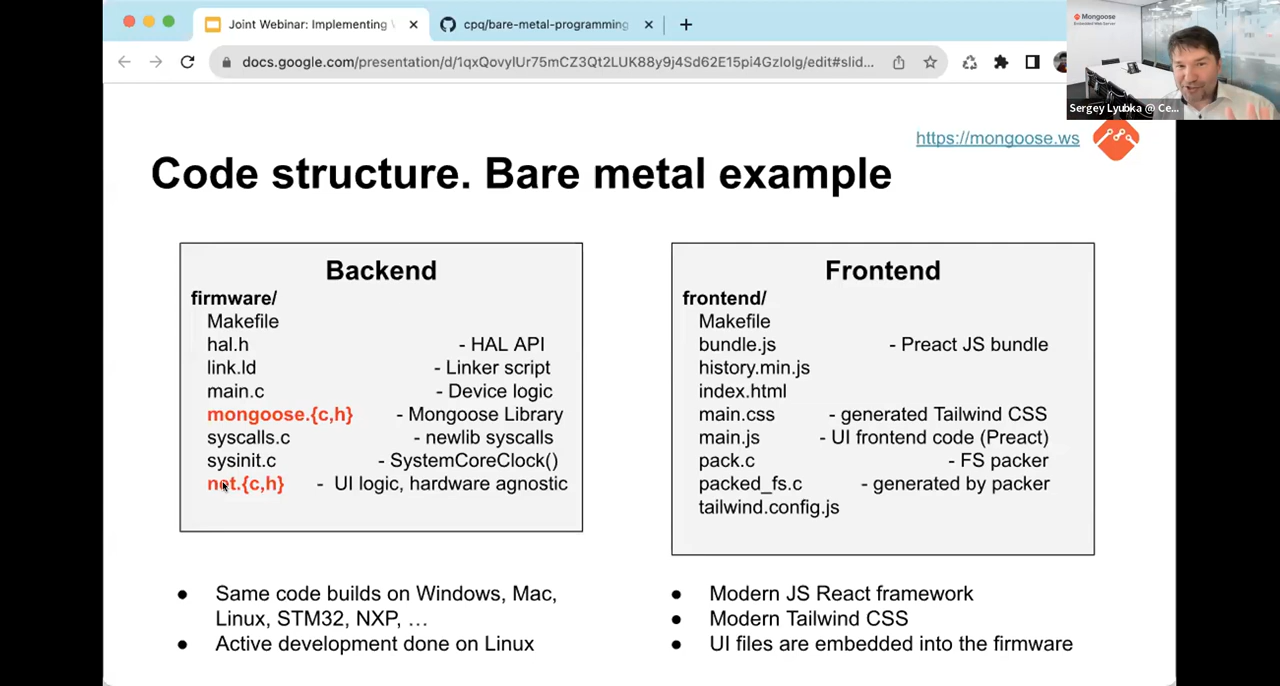 Joint Webinar: Implementing
cpq/bare-metal-programming
docs.google.com/presentation/d/1qxQovylUr75mCZ3Qt2LUK88y9j4Sd62E15pi4GzIolg/edit#slid...
Mongoose
Sergey Lyubka @ Ce...
https://mongoose.ws
Code structure. Bare metal example
Backend
firmware/
Makefile
hal.h - HAL API
link.ld - Linker script
main.c - Device logic
mongoose.{c,h} - Mongoose Library
syscalls.c - newlib syscalls
sysinit.c - SystemCoreClock()
net.{c,h} - UI logic, hardware agnostic
Frontend
frontend/
Makefile
bundle.js - Preact JS bundle
history.min.js
index.html
main.css - generated Tailwind CSS
main.js - UI frontend code (Preact)
pack.c - FS packer
packed_fs.c - generated by packer
tailwind.config.js
● Same code builds on Windows, Mac,
Linux, STM32, NXP, …
● Active development done on Linux
● Modern JS React framework
● Modern Tailwind CSS
● UI files are embedded into the firmware